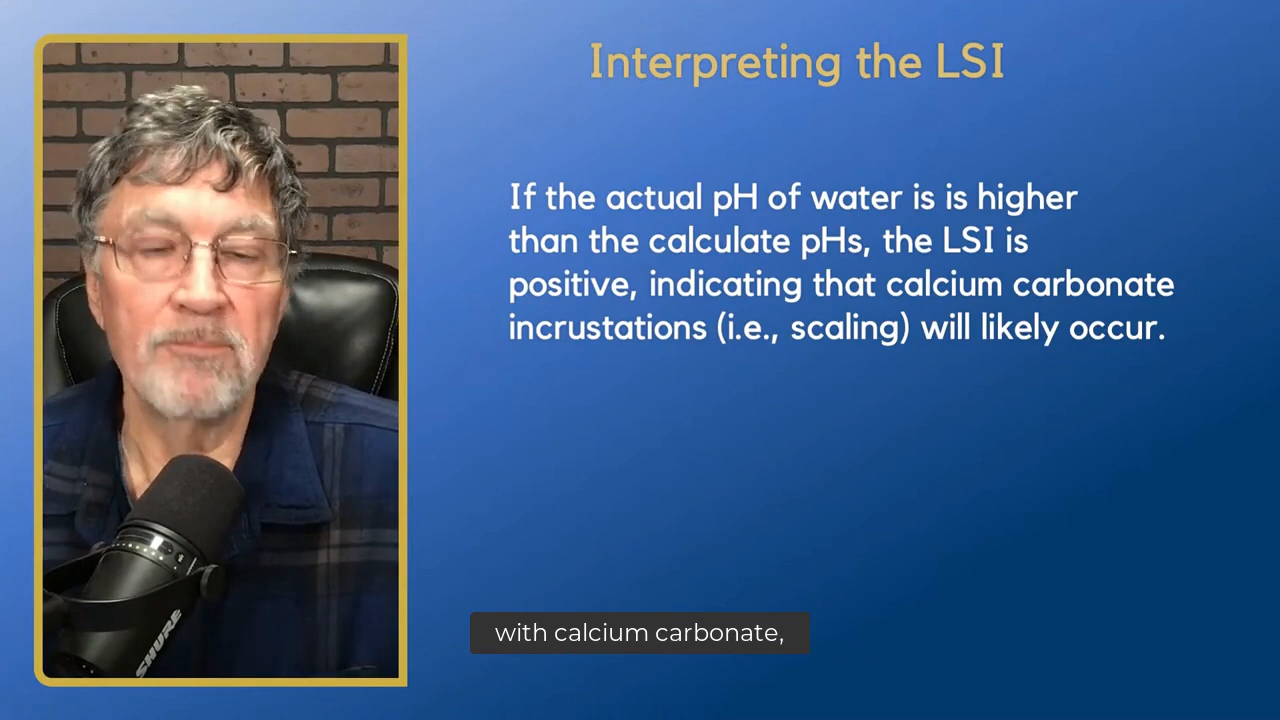 Interpreting the LSI
If the actual pH of water is is higher
than the calculate pHs, the LSI is
positive, indicating that calcium carbonate
incrustations (i.e., scaling) will likely occur.
SHURE
with calcium carbonate,